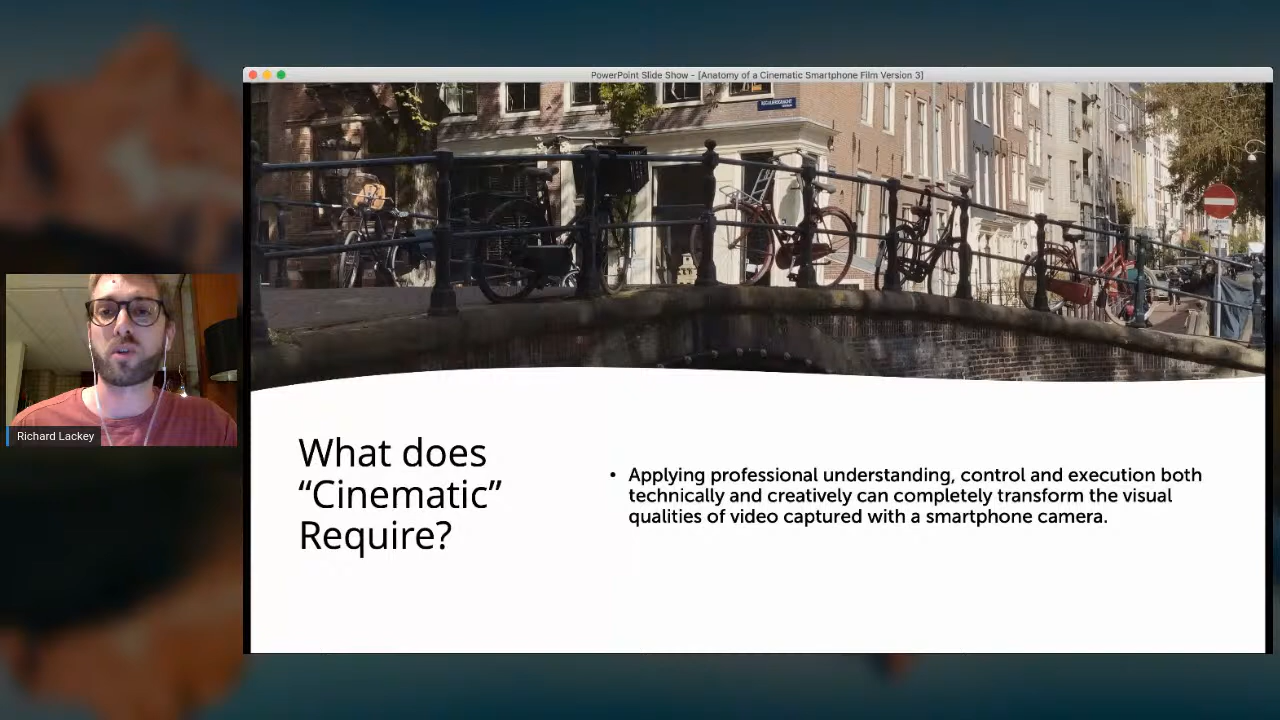 PowerPoint Slide Show - [Anatomy of a Cinematic Smartphone Film Version 3]
Richard Lackey
What does
“Cinematic”
Require?
• Applying professional understanding, control and execution both
technically and creatively can completely transform the visual
qualities of video captured with a smartphone camera.